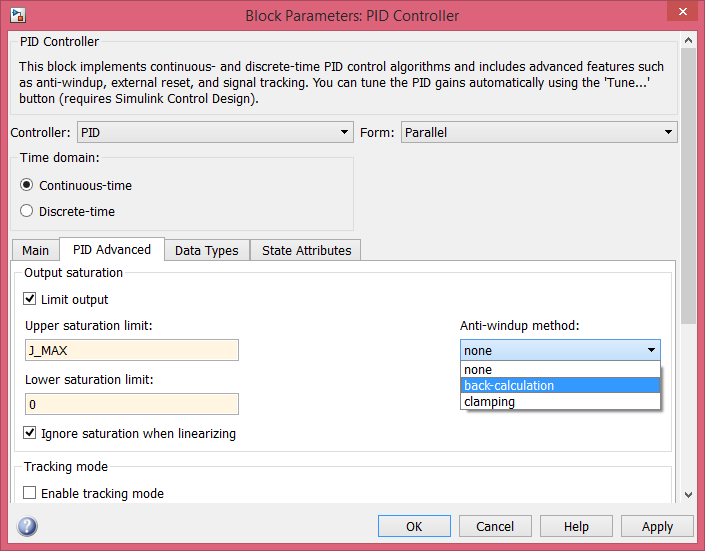 Block Parameters: PID Controller
PID Controller
This block implements continuous- and discrete-time PID control algorithms and includes advanced features such
as anti-windup, external reset, and signal tracking. You can tune the PID gains automatically using the 'Tune...'
button (requires Simulink Control Design).
Controller: PID Form: Parallel
Time domain:
Continuous-time
Discrete-time
Main PID Advanced Data Types State Attributes
Output saturation
Limit output
Upper saturation limit: Anti-windup method:
J_MAX none
none
Lower saturation limit: back-calculation
0 clamping
Ignore saturation when linearizing
Tracking mode
Enable tracking mode
? OK Cancel Help Apply